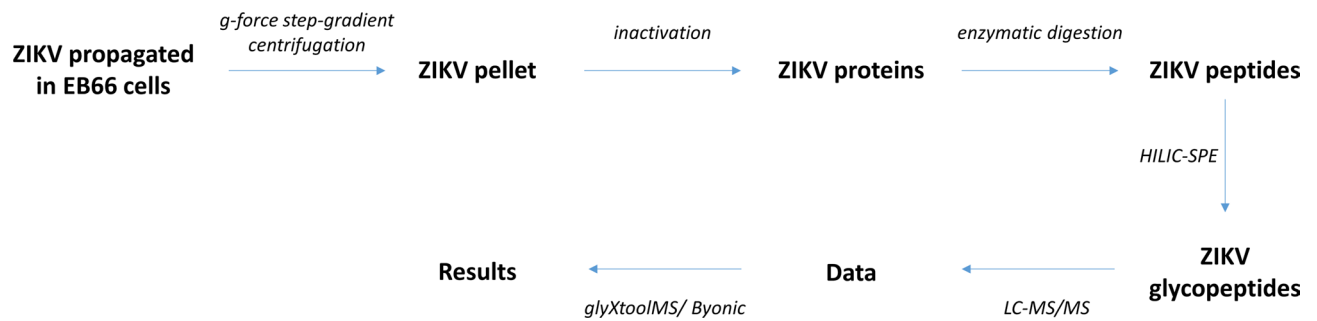 g-force step-gradient
centrifugation
inactivation
enzymatic digestion
ZIKV propagated
in EB66 cells
ZIKV pellet
ZIKV proteins
ZIKV peptides
HILIC-SPE
ZIKV
glycopeptides
Data
Results
LC-MS/MS
glyXtoolMS/ Byonic